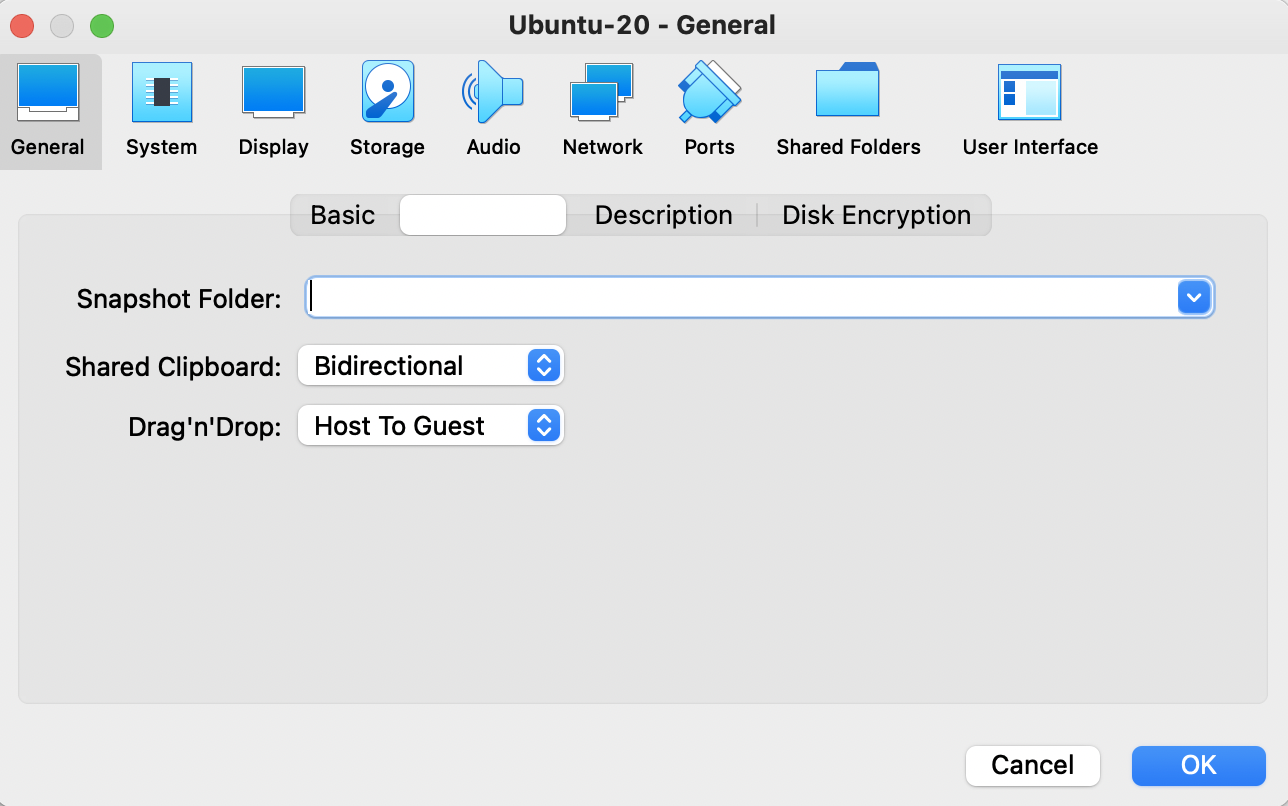 Ubuntu-20 - General
General System Display Storage Audio Network Ports Shared Folders User Interface
Basic Description Disk Encryption
Snapshot Folder:
Shared Clipboard: Bidirectional
Drag'n'Drop: Host To Guest
Cancel OK